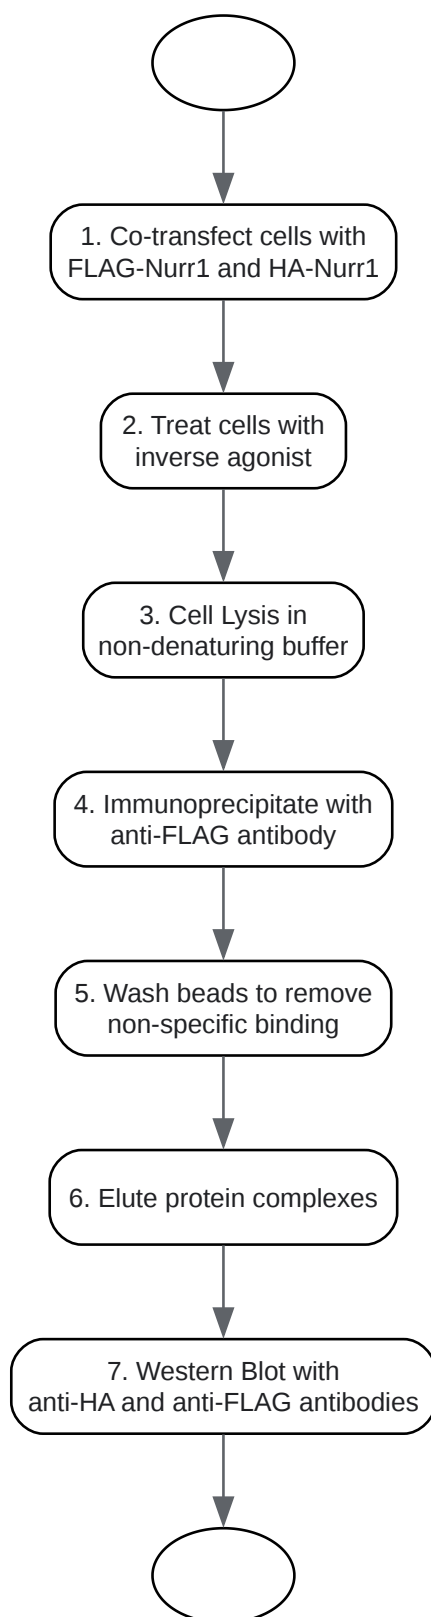 1. Co-transfect cells with
FLAG-Nurr1 and HA-Nurr1
2. Treat cells with
inverse agonist
3. Cell Lysis in
non-denaturing buffer
4. Immunoprecipitate with
anti-FLAG antibody
5. Wash beads to remove
non-specific binding
6. Elute protein complexes
7. Western Blot with
anti-HA and anti-FLAG antibodies